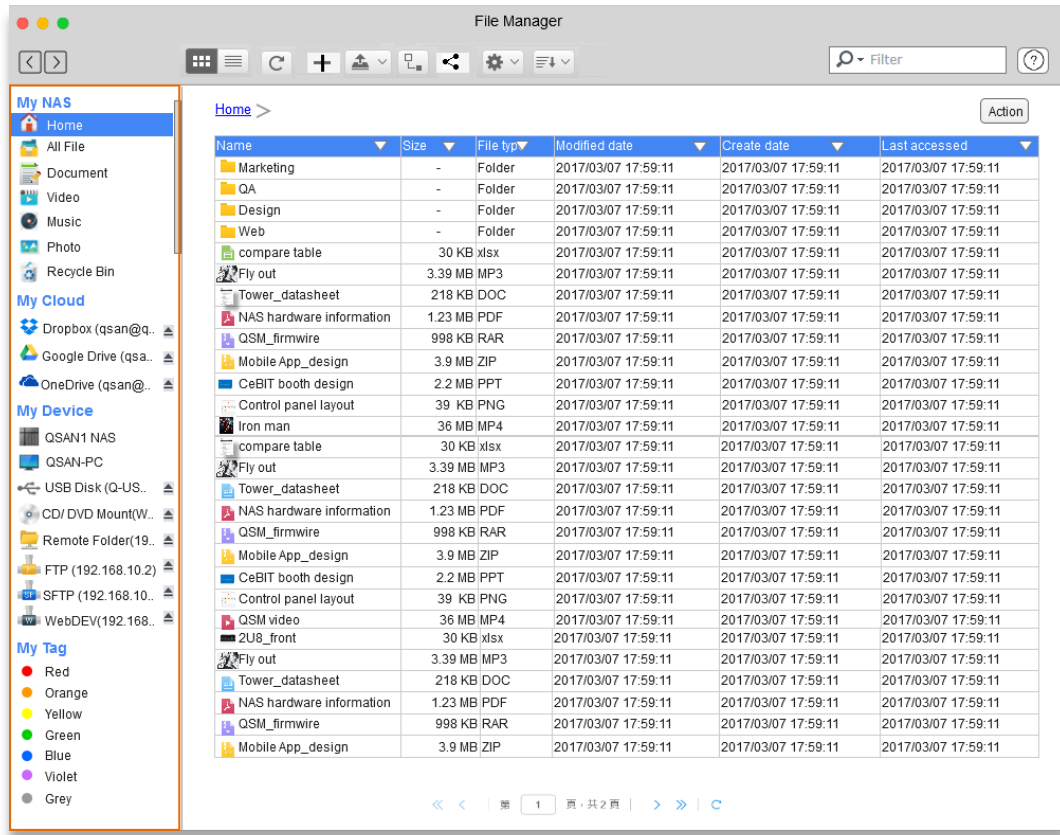 File Manager
Filter
My NAS
Home
All File
Document
Video
Music
Photo
Recycle Bin
My Cloud
Dropbox (qsan@q..
Google Drive (qsa..
OneDrive (qsan@..
My Device
QSAN1 NAS
QSAN-PC
USB Disk (Q-US..
CD/ DVD Mount(W..
Remote Folder(19..
FTP (192.168.10.2)
SFTP (192.168.10..
WebDEV(192.168..
My Tag
Red
Orange
Yellow
Green
Blue
Violet
Grey
Home >
Action
Name Size File typ Modified date Create date Last accessed
Marketing - Folder 2017/03/07 17:59:11 2017/03/07 17:59:11 2017/03/07 17:59:11
QA - Folder 2017/03/07 17:59:11 2017/03/07 17:59:11 2017/03/07 17:59:11
Design - Folder 2017/03/07 17:59:11 2017/03/07 17:59:11 2017/03/07 17:59:11
Web - Folder 2017/03/07 17:59:11 2017/03/07 17:59:11 2017/03/07 17:59:11
compare table 30 KB xlsx 2017/03/07 17:59:11 2017/03/07 17:59:11 2017/03/07 17:59:11
Fly out 3.39 MB MP3 2017/03/07 17:59:11 2017/03/07 17:59:11 2017/03/07 17:59:11
Tower_datasheet 218 KB DOC 2017/03/07 17:59:11 2017/03/07 17:59:11 2017/03/07 17:59:11
NAS hardware information 1.23 MB PDF 2017/03/07 17:59:11 2017/03/07 17:59:11 2017/03/07 17:59:11
QSM_firmwire 998 KB RAR 2017/03/07 17:59:11 2017/03/07 17:59:11 2017/03/07 17:59:11
Mobile App_design 3.9 MB ZIP 2017/03/07 17:59:11 2017/03/07 17:59:11 2017/03/07 17:59:11
CeBIT booth design 2.2 MB PPT 2017/03/07 17:59:11 2017/03/07 17:59:11 2017/03/07 17:59:11
Control panel layout 39 KB PNG 2017/03/07 17:59:11 2017/03/07 17:59:11 2017/03/07 17:59:11
Iron man 36 MB MP4 2017/03/07 17:59:11 2017/03/07 17:59:11 2017/03/07 17:59:11
compare table 30 KB xlsx 2017/03/07 17:59:11 2017/03/07 17:59:11 2017/03/07 17:59:11
Fly out 3.39 MB MP3 2017/03/07 17:59:11 2017/03/07 17:59:11 2017/03/07 17:59:11
Tower_datasheet 218 KB DOC 2017/03/07 17:59:11 2017/03/07 17:59:11 2017/03/07 17:59:11
NAS hardware information 1.23 MB PDF 2017/03/07 17:59:11 2017/03/07 17:59:11 2017/03/07 17:59:11
QSM_firmwire 998 KB RAR 2017/03/07 17:59:11 2017/03/07 17:59:11 2017/03/07 17:59:11
Mobile App_design 3.9 MB ZIP 2017/03/07 17:59:11 2017/03/07 17:59:11 2017/03/07 17:59:11
CeBIT booth design 2.2 MB PPT 2017/03/07 17:59:11 2017/03/07 17:59:11 2017/03/07 17:59:11
Control panel layout 39 KB PNG 2017/03/07 17:59:11 2017/03/07 17:59:11 2017/03/07 17:59:11
QSM video 36 MB MP4 2017/03/07 17:59:11 2017/03/07 17:59:11 2017/03/07 17:59:11
2U8_front 30 KB xlsx 2017/03/07 17:59:11 2017/03/07 17:59:11 2017/03/07 17:59:11
Fly out 3.39 MB MP3 2017/03/07 17:59:11 2017/03/07 17:59:11 2017/03/07 17:59:11
Tower_datasheet 218 KB DOC 2017/03/07 17:59:11 2017/03/07 17:59:11 2017/03/07 17:59:11
NAS hardware information 1.23 MB PDF 2017/03/07 17:59:11 2017/03/07 17:59:11 2017/03/07 17:59:11
QSM_firmwire 998 KB RAR 2017/03/07 17:59:11 2017/03/07 17:59:11 2017/03/07 17:59:11
Mobile App_design 3.9 MB ZIP 2017/03/07 17:59:11 2017/03/07 17:59:11 2017/03/07 17:59:11
第 1 頁，共2頁